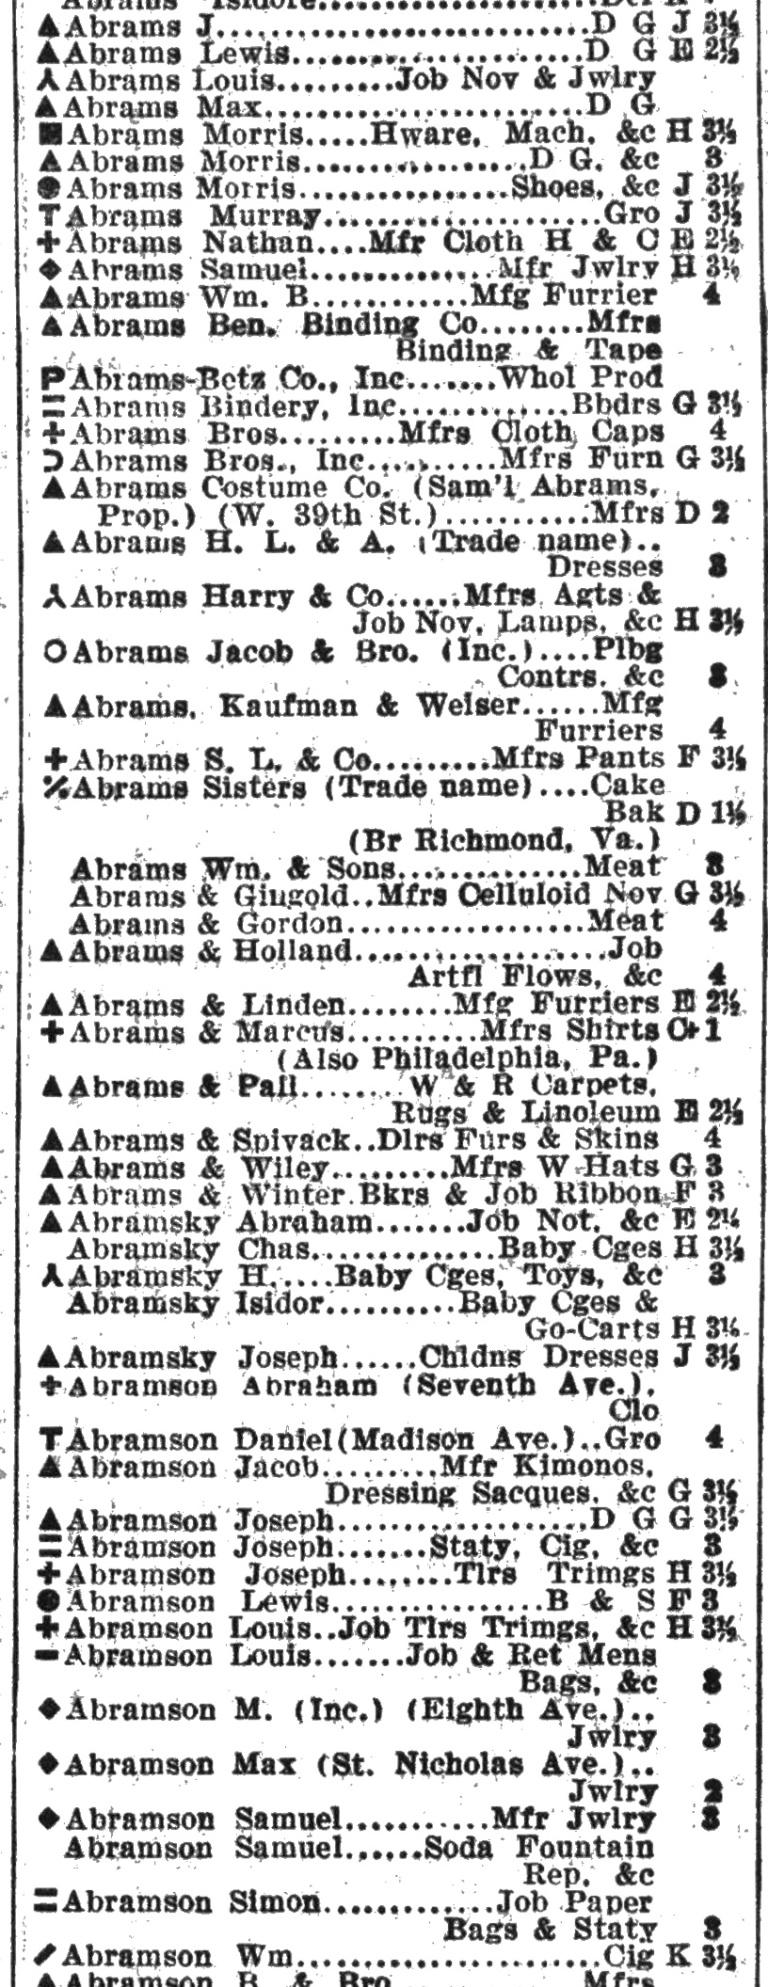 Abrams Isidore
▲Abrams J..............................D G J 3½
▲Abrams Lewis.......................D G E 2½
⅄Abrams Louis.........Job Nov & Jwlry
▲Abrams Max.........................D G
■Abrams Morris.....Hware, Mach, &c H 3½
▲Abrams Morris.................D G. &c 3
●Abrams Morris................Shoes, &c J 3½
TAbrams Murray.....................Gro J 3½
+Abrams Nathan....Mfr Cloth H & C E 2½
◆Abrams Samuel..............Mfr Jwlry H 3½
▲Abrams Wm. B............Mfg Furrier 4
▲Abrams Ben. Binding Co........Mfrs
Binding & Tape
PAbrams-Betz Co., Inc.......Whol Prod
=Abrams Bindery, Inc.............Bbdrs G 3½
+Abrams Bros.........Mfrs Cloth Caps 4
⊃Abrams Bros., Inc..........Mfrs Furn G 3½
▲Abrams Costume Co. (Sam'l Abrams,
Prop.) (W. 39th St.)...........Mfrs D 2
▲Abrams H. L. & A. (Trade name)..
Dresses 3
⅄Abrams Harry & Co......Mfrs Agts &
Job Nov, Lamps, &c H 3½
OAbrams Jacob & Bro. (Inc.)....Plbg
Contrs. &c 3
▲Abrams, Kaufman & Weiser......Mfg
Furriers 4
+Abrams S. L. & Co.........Mfrs Pants F 3½
٪Abrams Sisters (Trade name)....Cake
Bak D 1½
(Br Richmond, Va.)
Abrams Wm. & Sons..............Meat 3
Abrams & Gingold..Mfrs Celluloid Nov G 3½
Abrams & Gordon..................Meat 4
▲Abrams & Holland...................Job
Artfl Flows, &c 4
▲Abrams & Linden........Mfg Furriers E 2½
+Abrams & Marcus..........Mfrs Shirts C+1
(Also Philadelphia, Pa.)
▲Abrams & Pall........W & R Carpets,
Rugs & Linoleum E 2½
▲Abrams & Spivack..Dlrs Furs & Skins 4
▲Abrams & Wiley.........Mfrs W Hats G 3
▲Abrams & Winter.Bkrs & Job Ribbon F 3
▲Abramsky Abraham.......Job Not, &c E 2½
Abramsky Chas..............Baby Cges H 3½
⅄Abramsky H.....Baby Cges, Toys, &c 3
Abramsky Isidor..........Baby Cges &
Go-Carts H 3½
▲Abramsky Joseph......Chldns Dresses J 3½
+Abramson Abraham (Seventh Ave.).
Clo
TAbramson Daniel(Madison Ave.)..Gro 4
▲Abramson Jacob.........Mfr Kimonos,
Dressing Sacques, &c G 3½
▲Abramson Joseph...................D G G 3½
=Abramson Joseph.......Staty, Cig, &c 3
+Abramson Joseph........Tlrs Trimgs H 3½
●Abramson Lewis................B & S F 3
+Abramson Louis..Job Tlrs Trimgs, &c H 3½
-Abramson Louis.......Job & Ret Mens
Bags, &c 3
◆Abramson M. (Inc.) (Eighth Ave.)..
Jwlry 3
◆Abramson Max (St. Nicholas Ave.)..
Jwlry 2
◆Abramson Samuel............Mfr Jwlry 3
Abramson Samuel......Soda Fountain
Rep. &c
=Abramson Simon.............Job Paper
Bags & Staty 3
/Abramson Wm......................Cig K 3½
▲Abramson B. & Bro. Mfrs